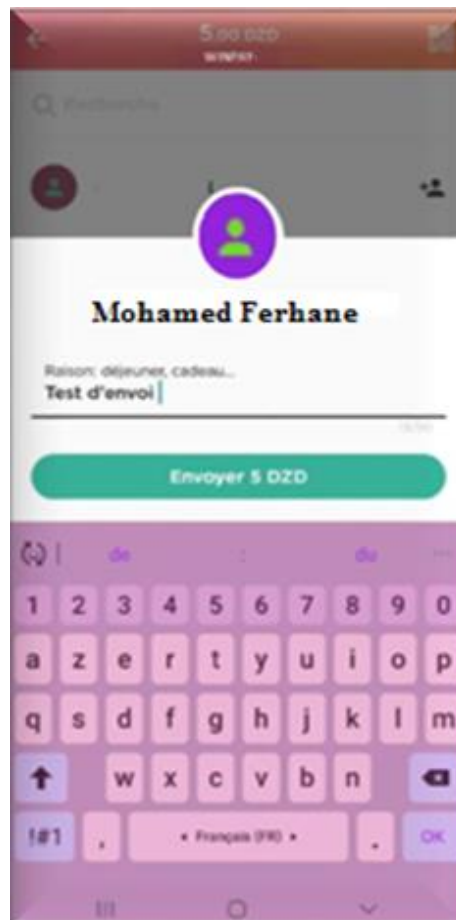 5.00 DZD
Recherche
Mohamed Ferhane
Raison: déjeuner, cadeau...
Test d'envoi
Envoyer 5 DZD
de : du ...
1 2 3 4 5 6 7 8 9 0
a z e r t y u i o p
q s d f g h j k l m
w x c v b n
!#1 , Français (FR) . OK